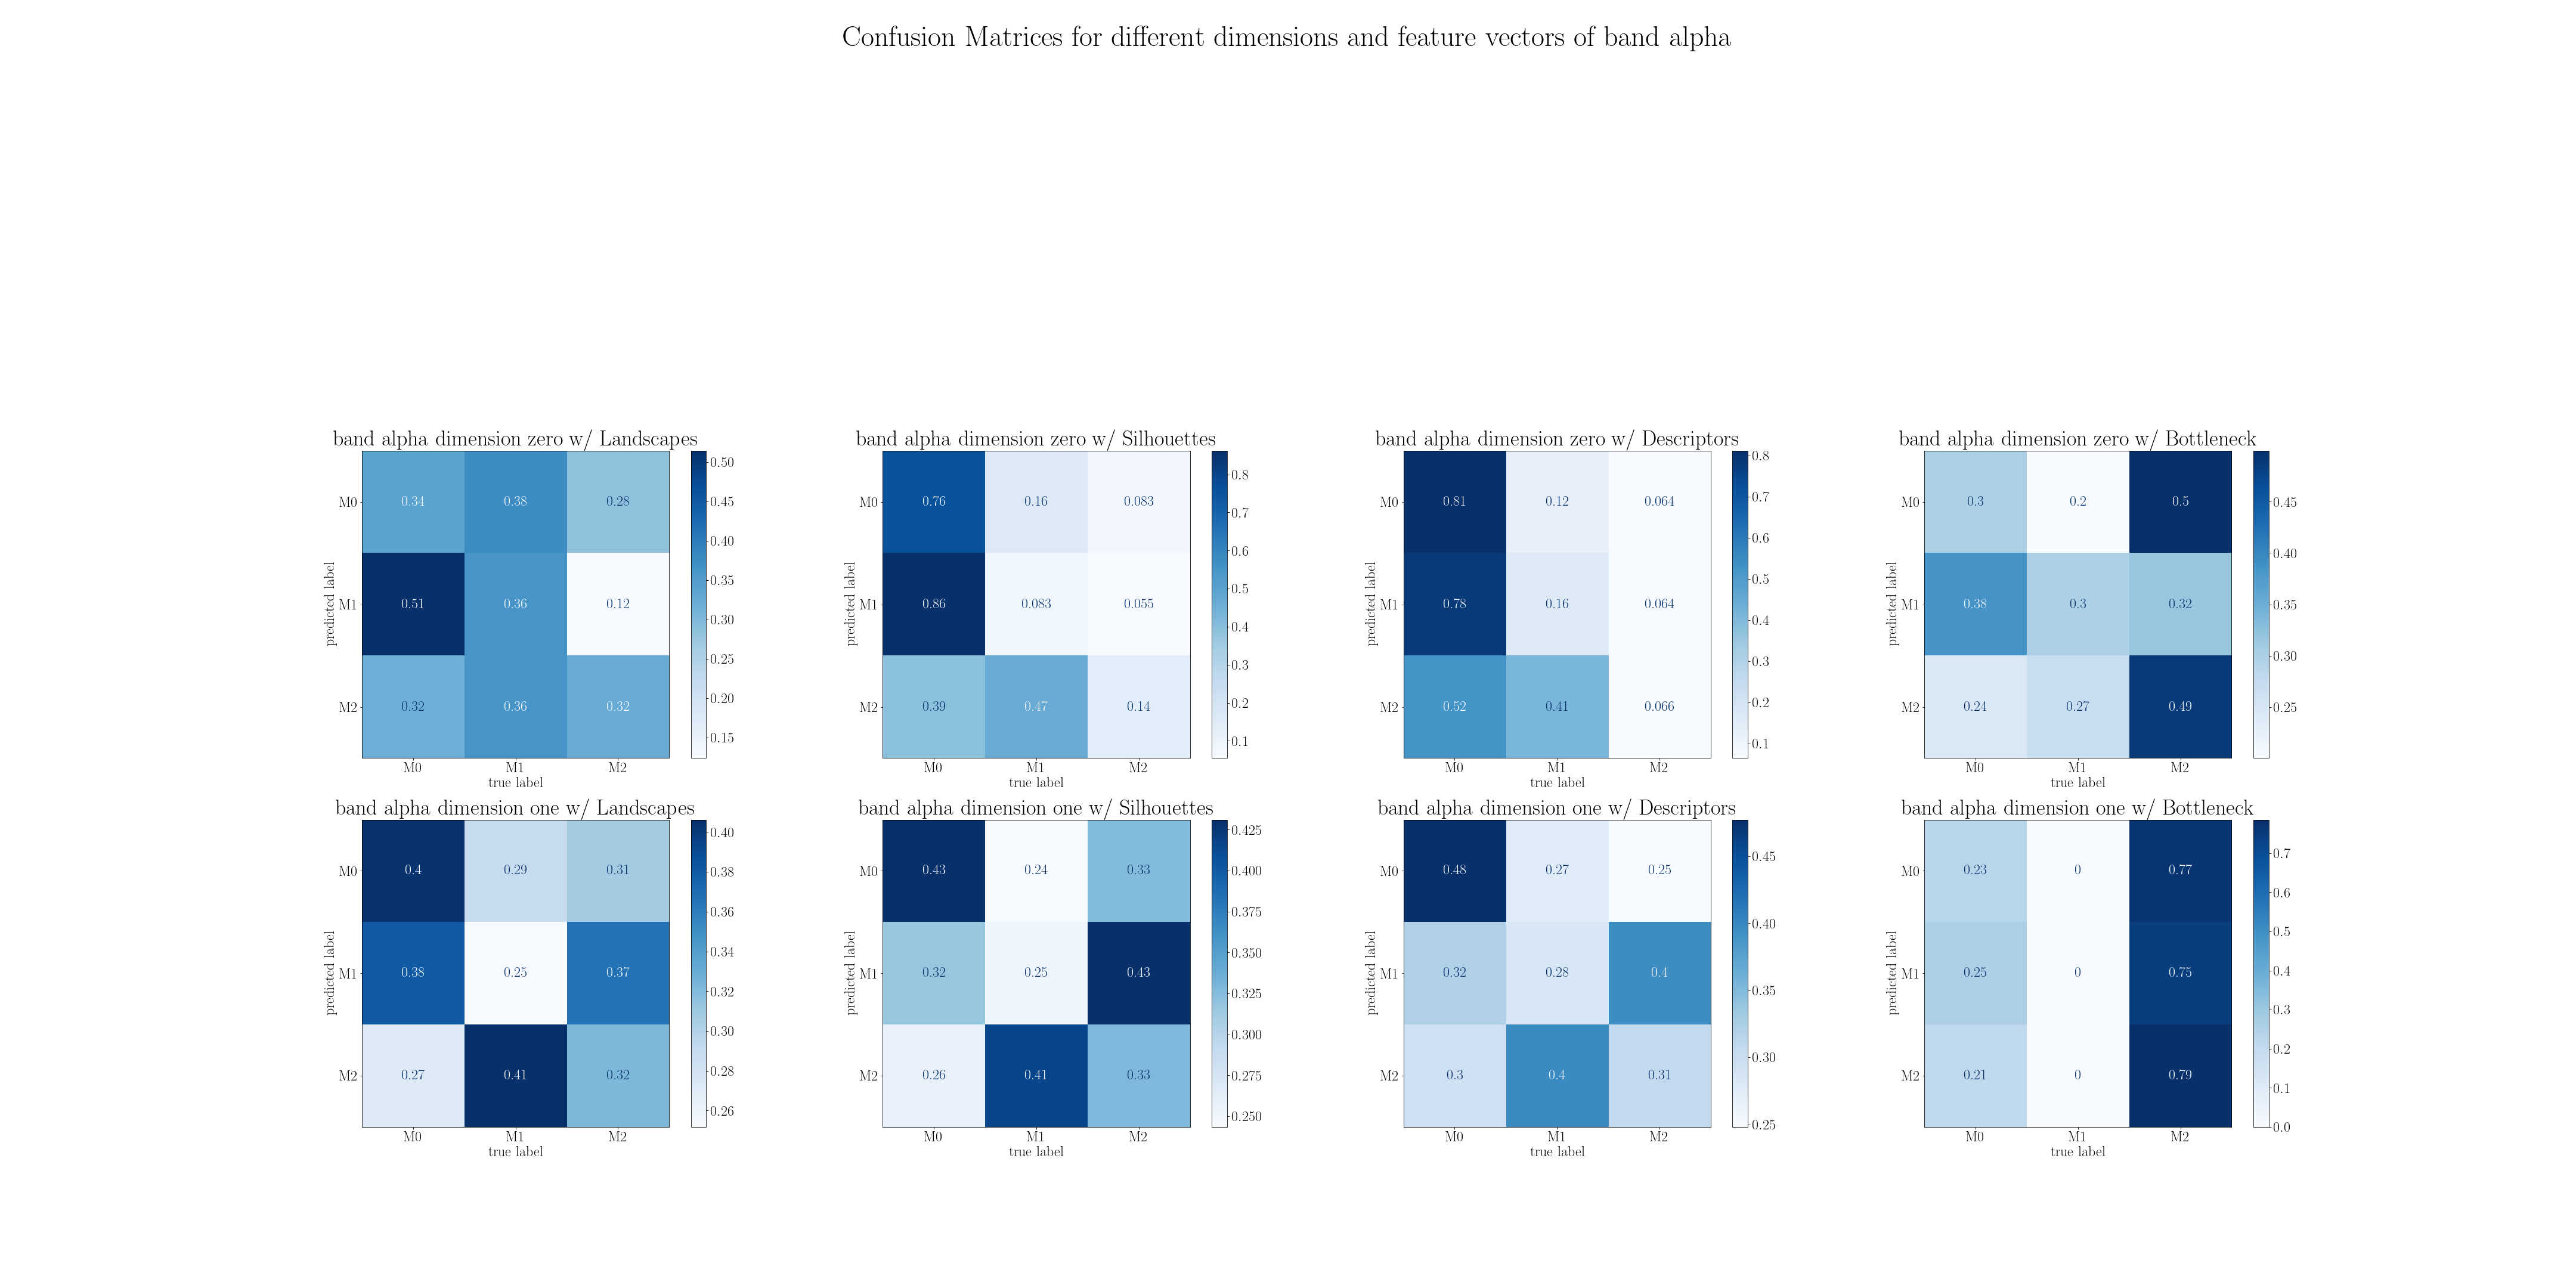 Confusion Matrices for different dimensions and feature vectors of band alpha
band alpha dimension zero w/ Landscapes
predicted label
M0 0.34 0.38 0.28
M1 0.51 0.36 0.12
M2 0.32 0.36 0.32
M0 M1 M2
true label
0.50
0.45
0.40
0.35
0.30
0.25
0.20
0.15
band alpha dimension zero w/ Silhouettes
predicted label
M0 0.76 0.16 0.083
M1 0.86 0.083 0.055
M2 0.39 0.47 0.14
M0 M1 M2
true label
0.8
0.7
0.6
0.5
0.4
0.3
0.2
0.1
band alpha dimension zero w/ Descriptors
predicted label
M0 0.81 0.12 0.064
M1 0.78 0.16 0.064
M2 0.52 0.41 0.066
M0 M1 M2
true label
0.8
0.7
0.6
0.5
0.4
0.3
0.2
0.1
band alpha dimension zero w/ Bottleneck
predicted label
M0 0.3 0.2 0.5
M1 0.38 0.3 0.32
M2 0.24 0.27 0.49
M0 M1 M2
true label
0.45
0.40
0.35
0.30
0.25
band alpha dimension one w/ Landscapes
predicted label
M0 0.4 0.29 0.31
M1 0.38 0.25 0.37
M2 0.27 0.41 0.32
M0 M1 M2
true label
0.40
0.38
0.36
0.34
0.32
0.30
0.28
0.26
band alpha dimension one w/ Silhouettes
predicted label
M0 0.43 0.24 0.33
M1 0.32 0.25 0.43
M2 0.26 0.41 0.33
M0 M1 M2
true label
0.425
0.400
0.375
0.350
0.325
0.300
0.275
0.250
band alpha dimension one w/ Descriptors
predicted label
M0 0.48 0.27 0.25
M1 0.32 0.28 0.4
M2 0.3 0.4 0.31
M0 M1 M2
true label
0.45
0.40
0.35
0.30
0.25
band alpha dimension one w/ Bottleneck
predicted label
M0 0.23 0 0.77
M1 0.25 0 0.75
M2 0.21 0 0.79
M0 M1 M2
true label
0.7
0.6
0.5
0.4
0.3
0.2
0.1
0.0